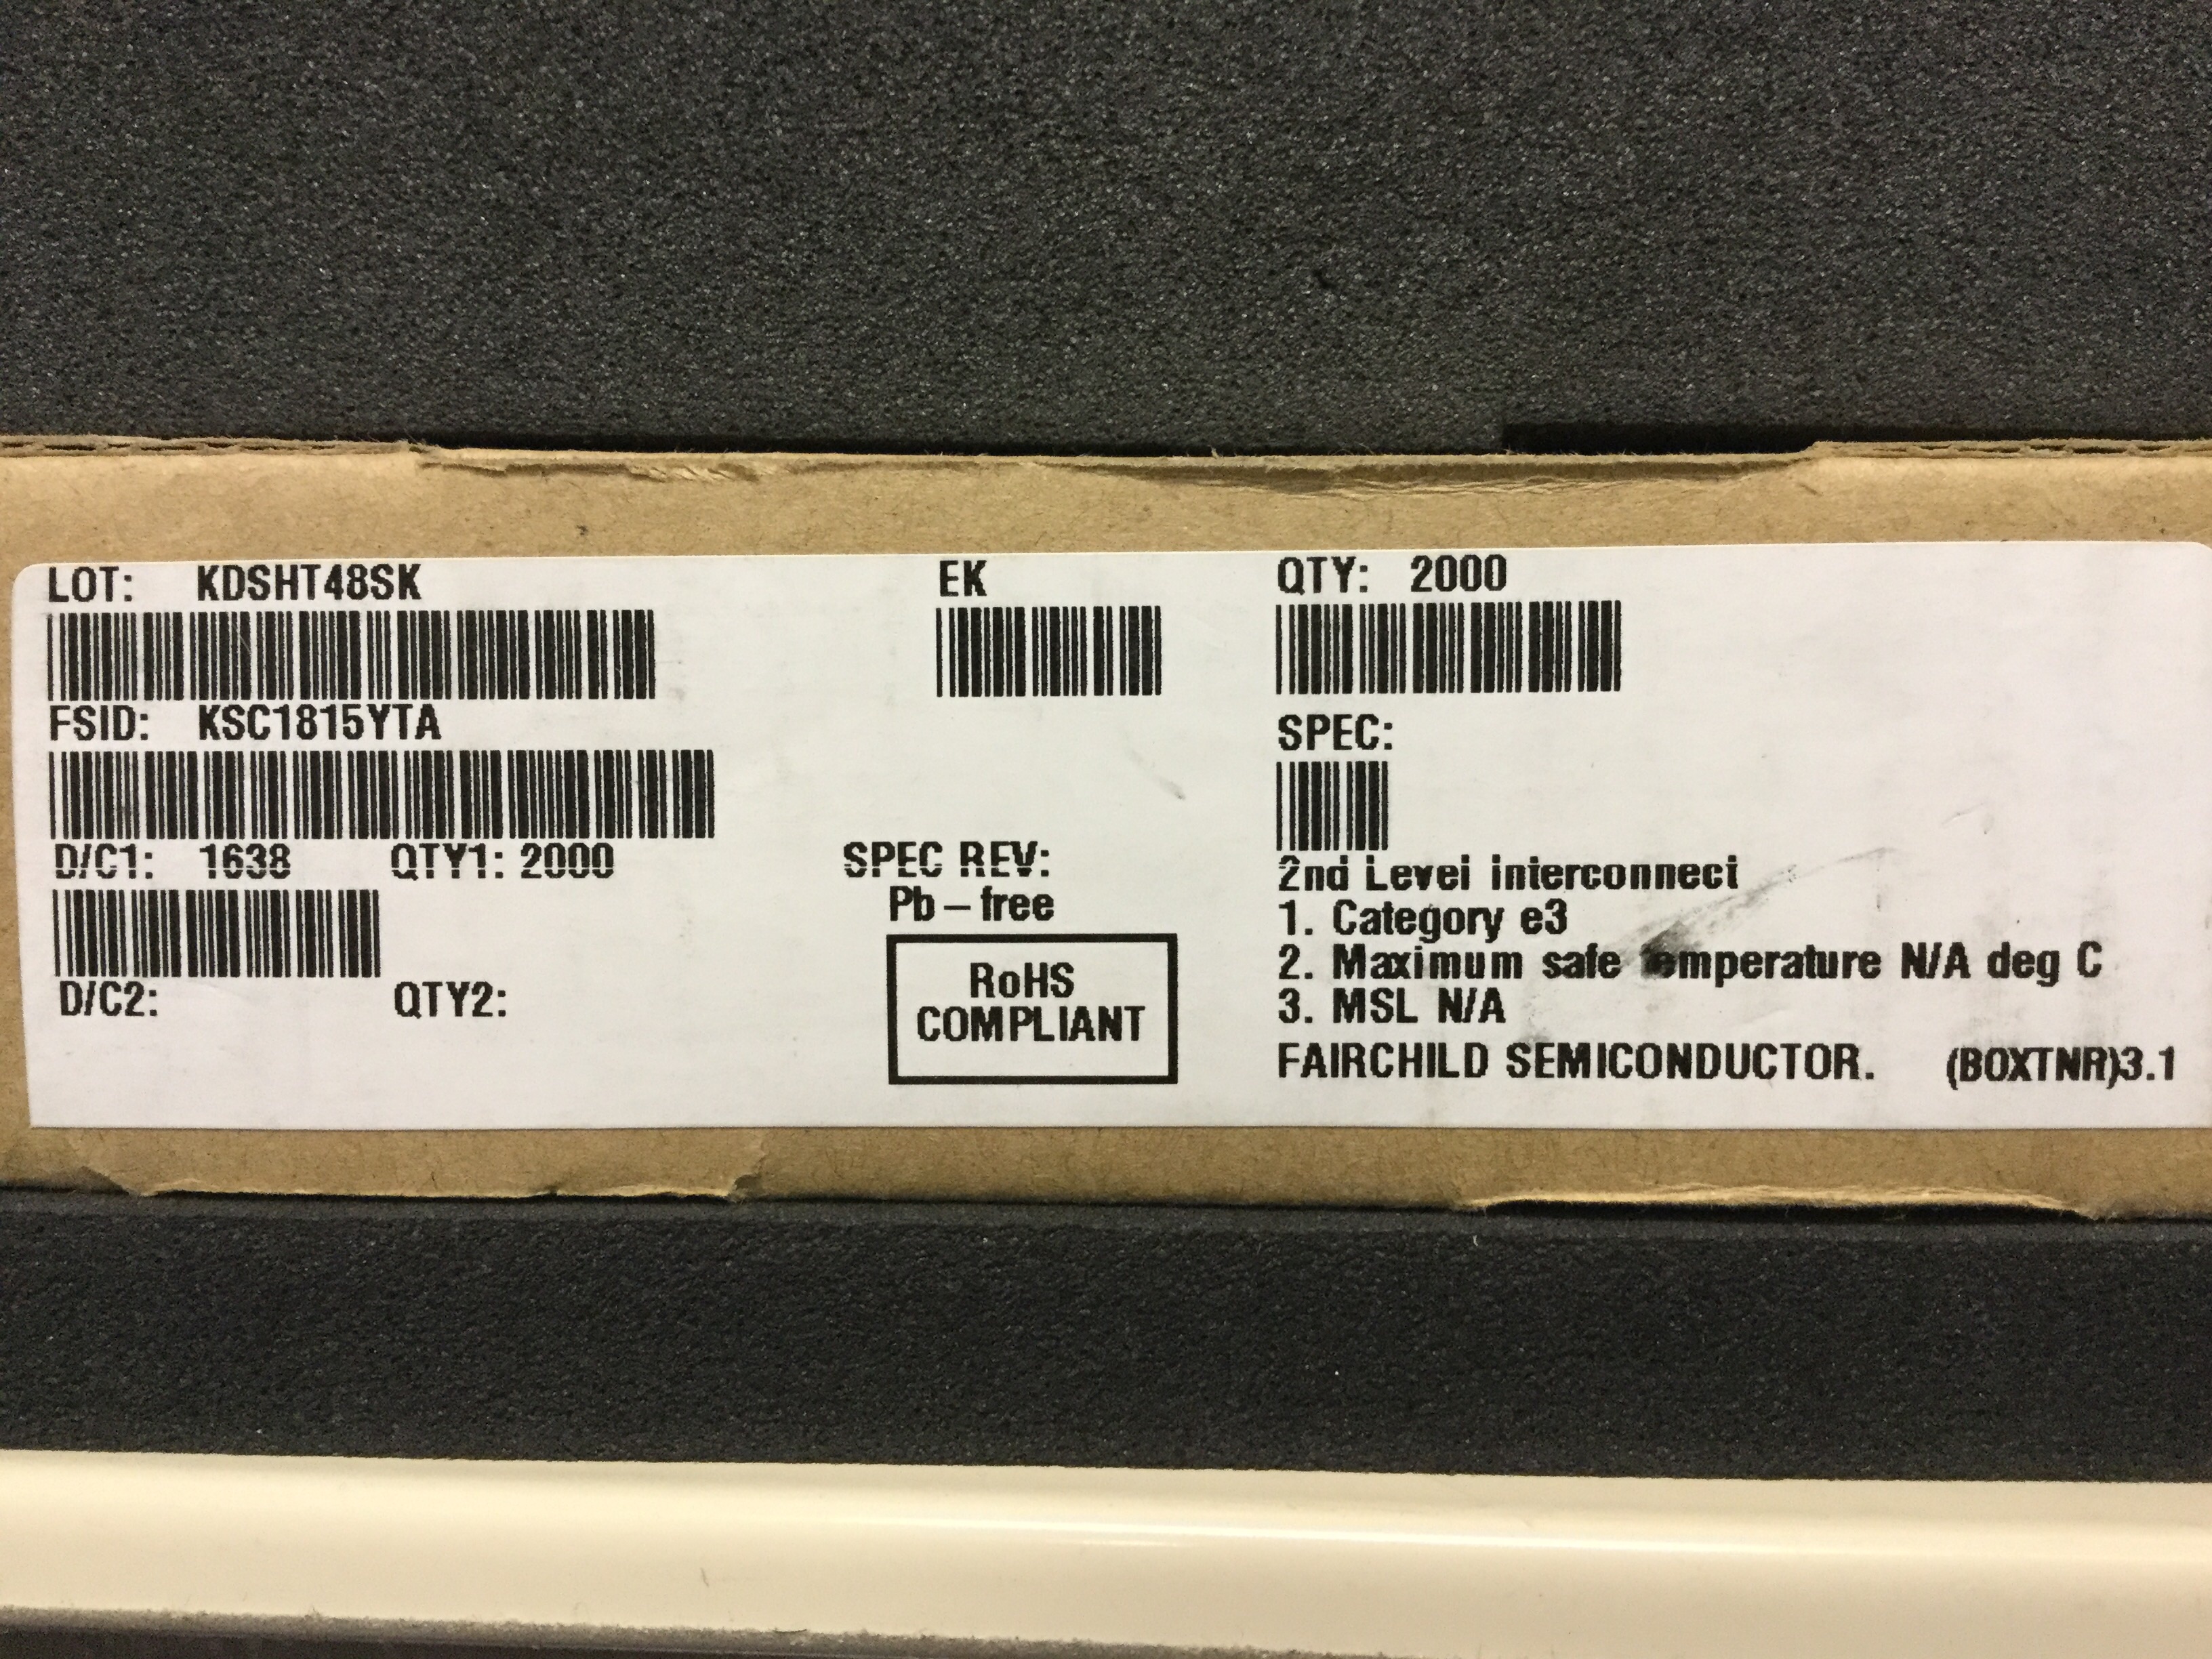 LOT: KDSHT48SK EK QTY: 2000
FSID: KSC1815YTA SPEC:
D/C1: 1638 QTY1: 2000 SPEC REV:
Pb-free
D/C2: QTY2:
RoHS
COMPLIANT
2nd Level interconnect
1. Category e3
2. Maximum safe temperature N/A deg C
3. MSL N/A
FAIRCHILD SEMICONDUCTOR. (BOXTNR)3.1